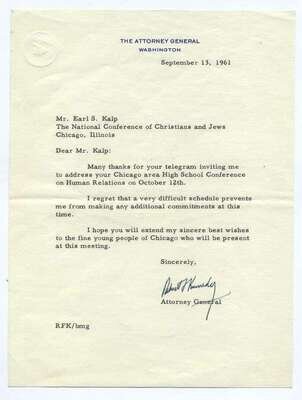 THE ATTORNEY GENERAL
WASHINGTON
September 13, 1961
Mr. Earl S. Kalp
The National Conference of Christians and Jews
Chicago, Illinois
Dear Mr. Kalp:
Many thanks for your telegram inviting me
to address your Chicago area High School Conference
on Human Relations on October 12th.
I regret that a very difficult schedule prevents
me from making any additional commitments at this
time.
I hope you will extend my sincere best wishes
to the fine young people of Chicago who will be present
at this meeting.
Sincerely,
Robert F Kennedy
Attorney General
RFK/bmg